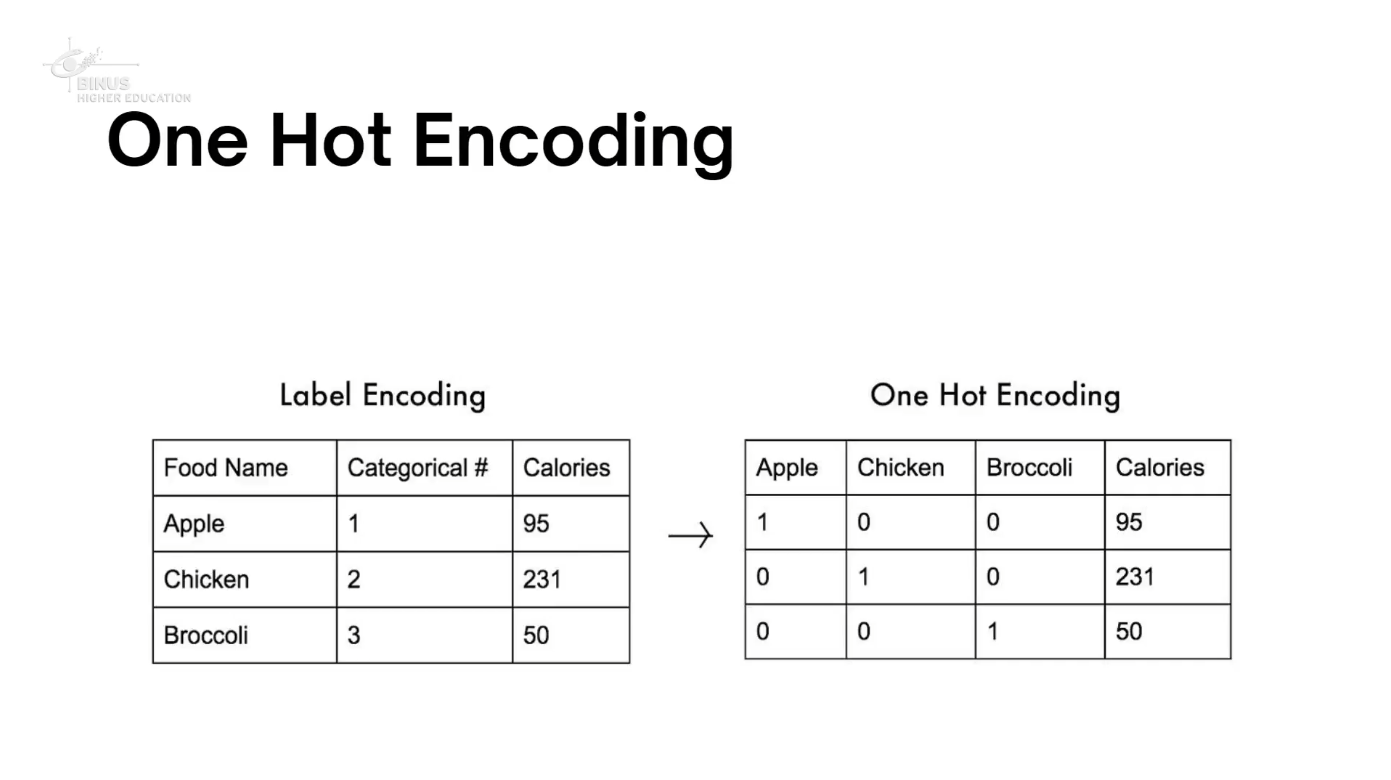 BINUS
HIGHER EDUCATION
One Hot Encoding
Label Encoding
Food Name Categorical # Calories
Apple 1 95
Chicken 2 231
Broccoli 3 50
One Hot Encoding
Apple Chicken Broccoli Calories
1 0 0 95
0 1 0 231
0 0 1 50